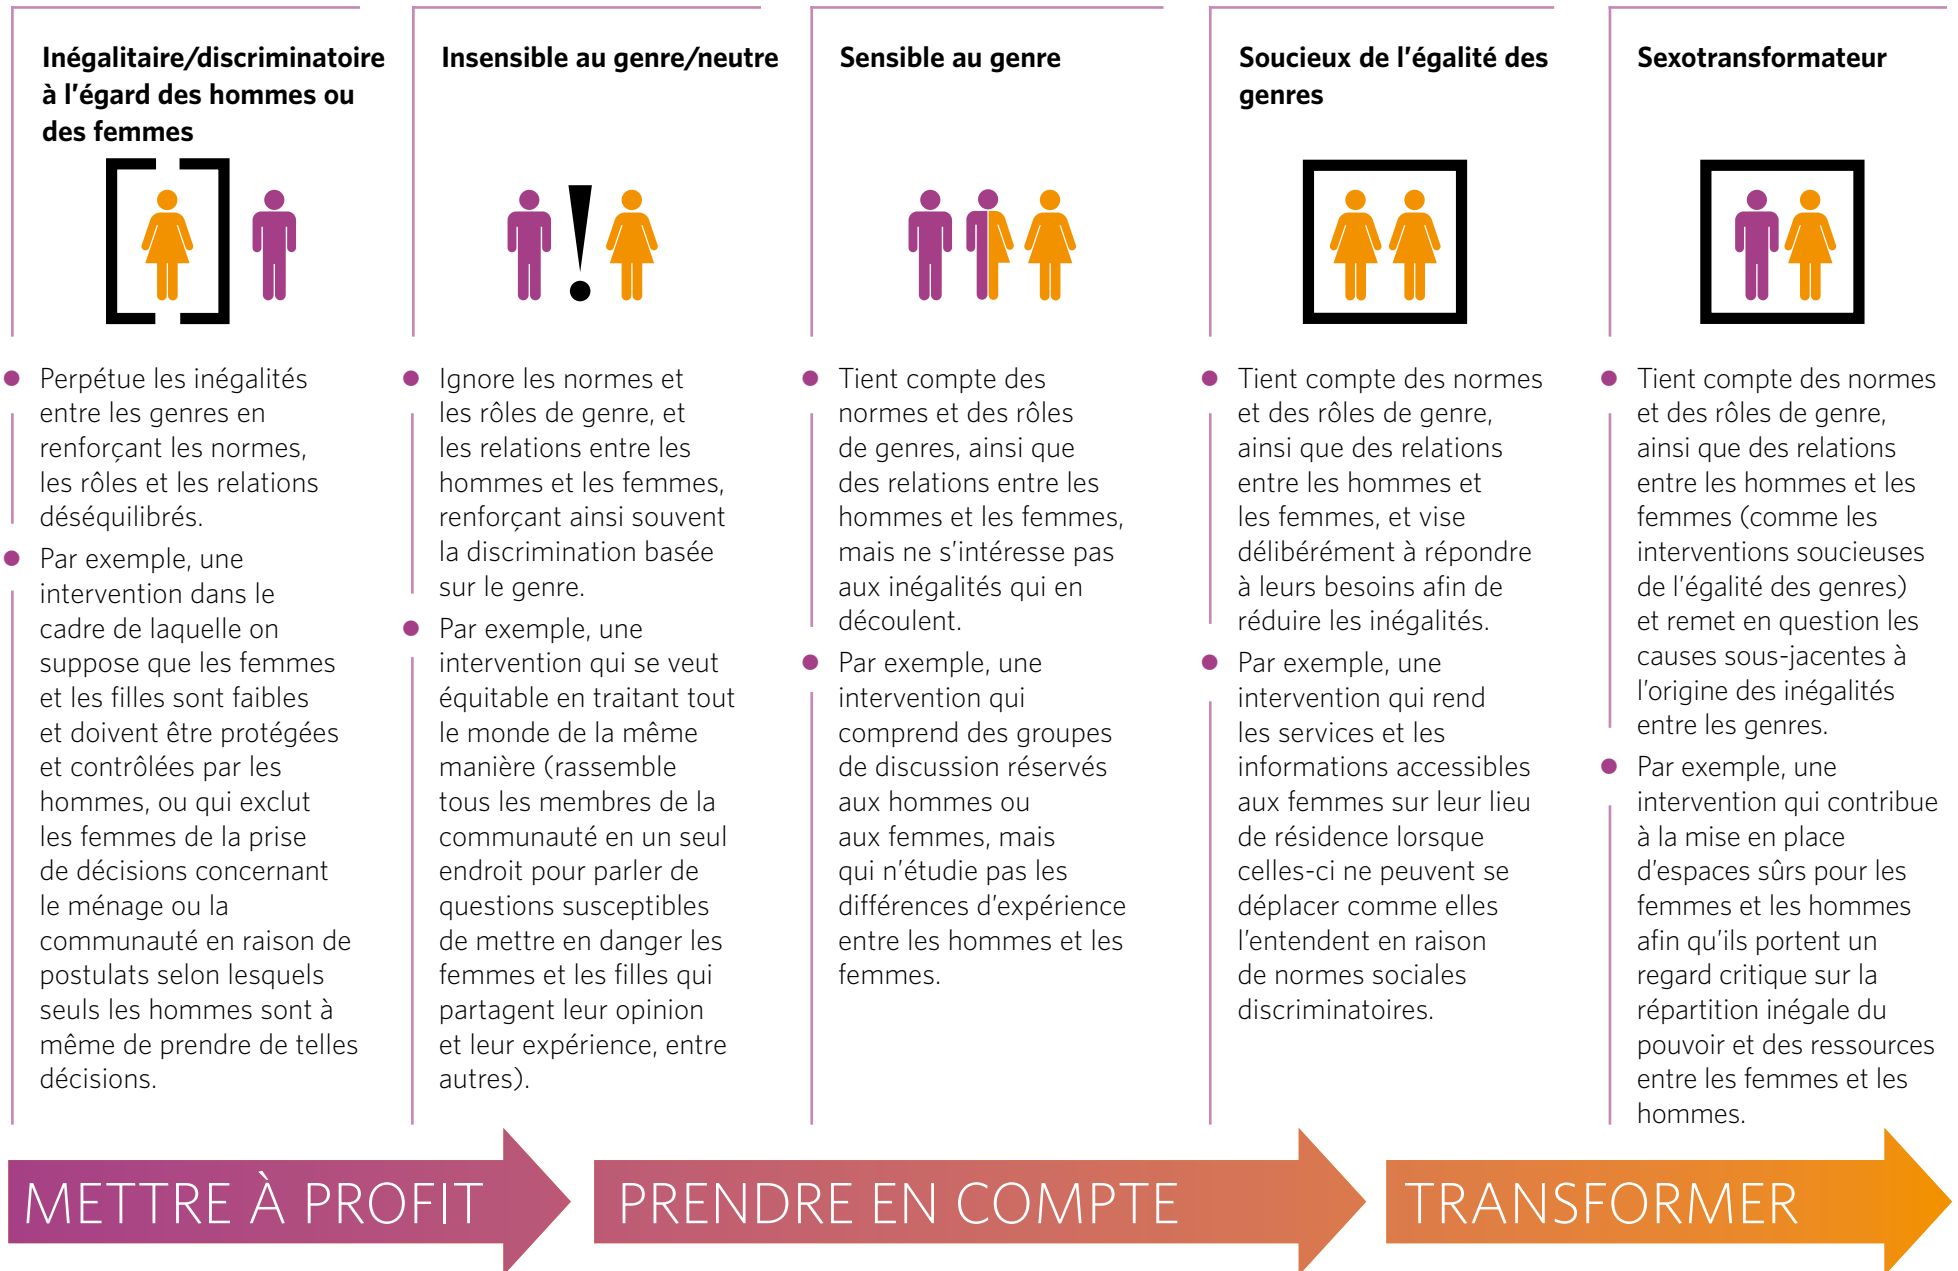 Inégalitaire/discriminatoire
à l'égard des hommes ou
des femmes
Perpétue les inégalités
entre les genres en
renforçant les normes,
les rôles et les relations
déséquilibrés.
Par exemple, une
intervention dans le
cadre de laquelle on
suppose que les femmes
et les filles sont faibles
et doivent être protégées
et contrôlées par les
hommes, ou qui exclut
les femmes de la prise
de décisions concernant
le ménage ou la
communauté en raison de
postulats selon lesquels
seuls les hommes sont à
même de prendre de telles
décisions.
Insensible au genre/neutre
Ignore les normes et
les rôles de genre, et
les relations entre les
hommes et les femmes,
renforçant ainsi souvent
la discrimination basée
sur le genre.
Par exemple, une
intervention qui se veut
équitable en traitant tout
le monde de la même
manière (rassemble
tous les membres de la
communauté en un seul
endroit pour parler de
questions susceptibles
de mettre en danger les
femmes et les filles qui
partagent leur opinion
et leur expérience, entre
autres).
Sensible au genre
Tient compte des
normes et des rôles
de genres, ainsi que
des relations entre les
hommes et les femmes,
mais ne s'intéresse pas
aux inégalités qui en
découlent.
Par exemple, une
intervention qui
comprend des groupes
de discussion réservés
aux hommes ou
aux femmes, mais
qui n'étudie pas les
différences d'expérience
entre les hommes et les
femmes.
Soucieux de l'égalité des
genres
Tient compte des normes
et des rôles de genre,
ainsi que des relations
entre les hommes et
les femmes, et vise
délibérément à répondre
à leurs besoins afin de
réduire les inégalités.
Par exemple, une
intervention qui rend
les services et les
informations accessibles
aux femmes sur leur lieu
de résidence lorsque
celles-ci ne peuvent se
déplacer comme elles
l'entendent en raison
de normes sociales
discriminatoires.
Sexotransformateur
Tient compte des normes
et des rôles de genre,
ainsi que des relations
entre les hommes et les
femmes (comme les
interventions soucieuses
de l'égalité des genres)
et remet en question les
causes sous-jacentes à
l'origine des inégalités
entre les genres.
Par exemple, une
intervention qui contribue
à la mise en place
d'espaces sûrs pour les
femmes et les hommes
afin qu'ils portent un
regard critique sur la
répartition inégale du
pouvoir et des ressources
entre les femmes et les
hommes.
METTRE À PROFIT
PRENDRE EN COMPTE
TRANSFORMER